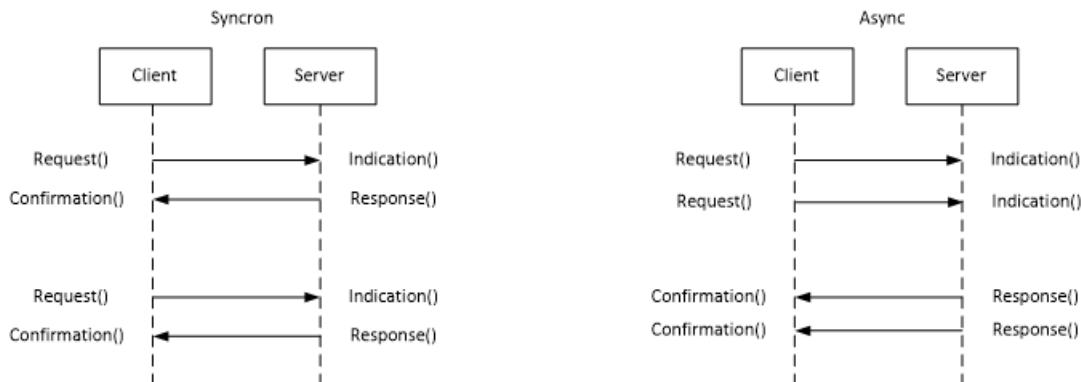 Syncron
Async
Client
Server
Client
Server
Request()
Indication()
Confirmation()
Response()
Request()
Indication()
Confirmation()
Response()
Request()
Indication()
Request()
Indication()
Confirmation()
Response()
Confirmation()
Response()